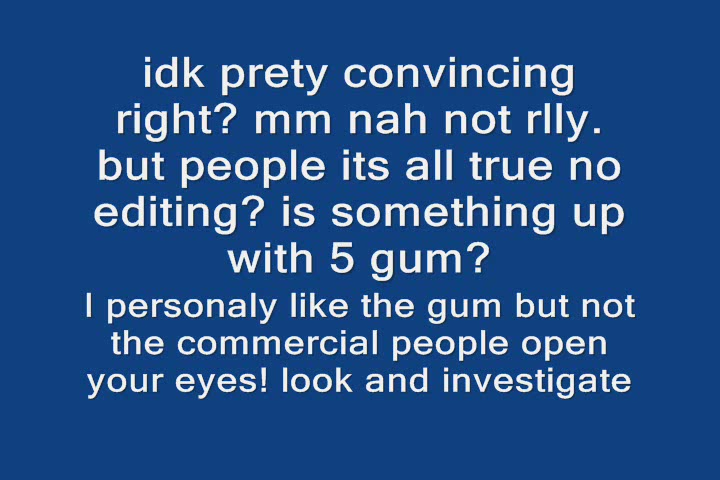 idk prety convincing
right? mm nah not rlly.
but people its all true no
editing? is something up
with 5 gum?
I personaly like the gum but not
the commercial people open
your eyes! look and investigate